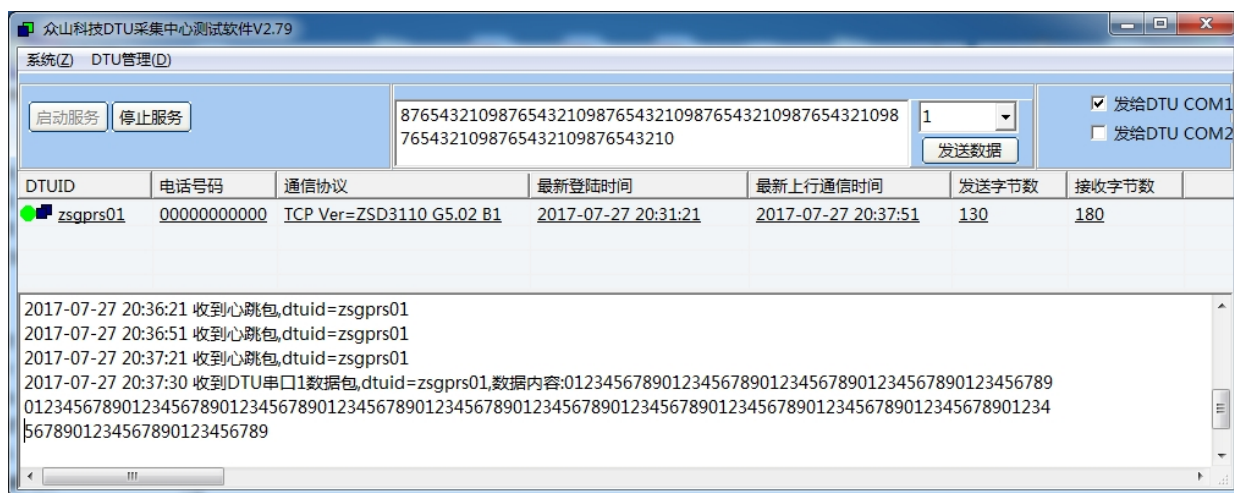 众山科技DTU采集中心测试软件V2.79
系统(Z) DTU管理(D)
启动服务 停止服务
876543210987654321098765432109876543210987654321098
7654321098765432109876543210
1
发送数据
发给DTU COM1
发给DTU COM2
DTUID 电话号码 通信协议 最新登陆时间 最新上行通信时间 发送字节数 接收字节数
zsgprs01 00000000000 TCP Ver=ZSD3110 G5.02 B1 2017-07-27 20:31:21 2017-07-27 20:37:51 130 180
2017-07-27 20:36:21 收到心跳包,dtuid=zsgprs01
2017-07-27 20:36:51 收到心跳包,dtuid=zsgprs01
2017-07-27 20:37:21 收到心跳包,dtuid=zsgprs01
2017-07-27 20:37:30 收到DTU串口1数据包,dtuid=zsgprs01,数据内容:01234567890123456789012345678901234567890123456789
012345678901234567890123456789012345678901234567890123456789012345678901234567890123456789012345678901234
5678901234567890123456789